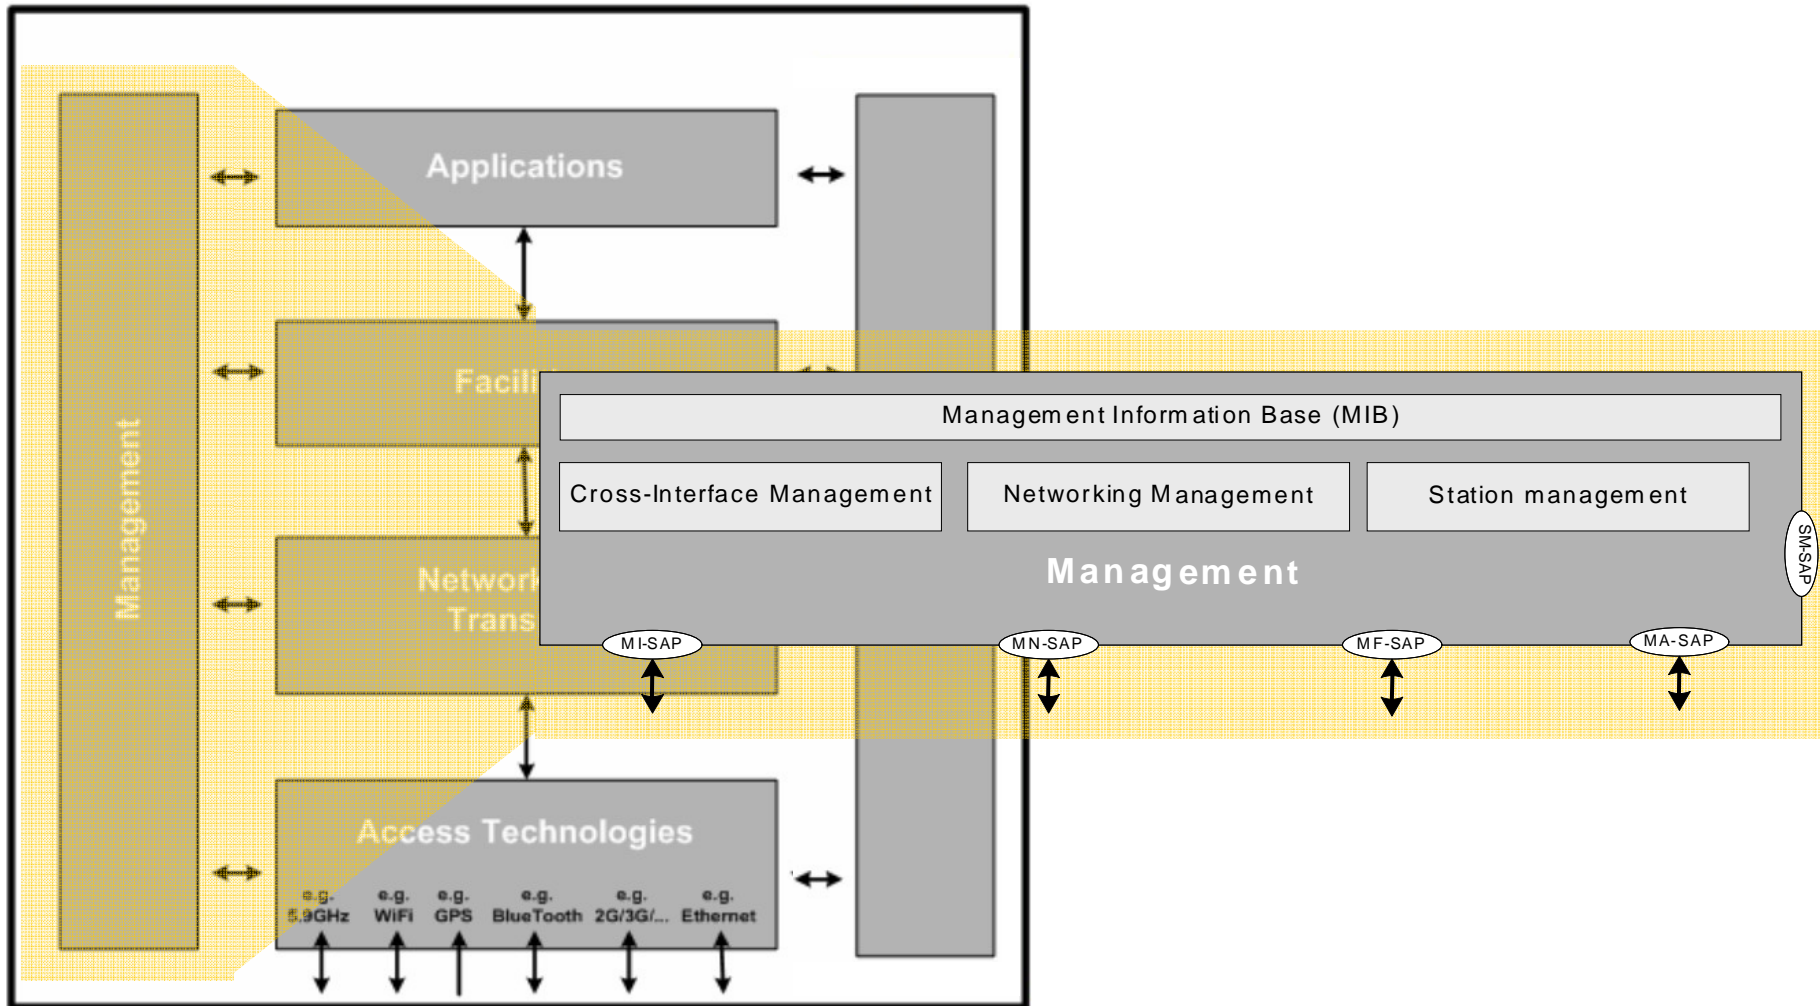 Applications
Facili
Management
Network
Trans
Access Technologies
e.g. e.g. e.g. e.g. e.g. e.g.
5.9GHz WiFi GPS BlueTooth 2G/3G/... Ethernet
Management Information Base (MIB)
Cross-Interface Management Networking Management Station management
Management
SM-SAP
MI-SAP MN-SAP MF-SAP MA-SAP